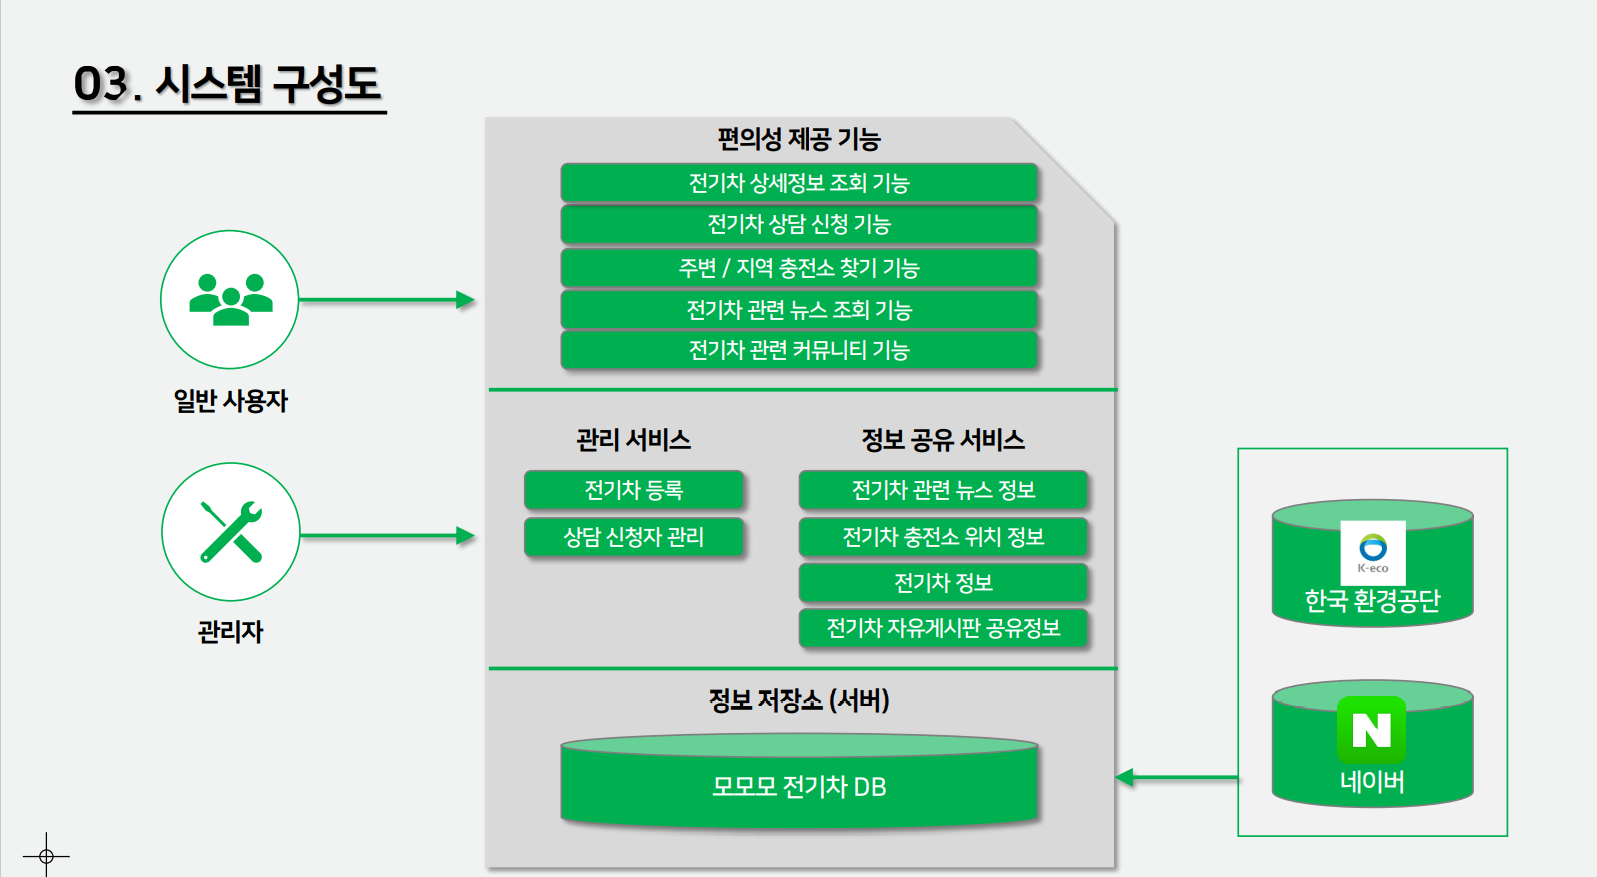 03. 시스템 구성도
편의성 제공 기능
전기차 상세정보 조회 기능
전기차 상담 신청 기능
주변 / 지역 충전소 찾기 기능
전기차 관련 뉴스 조회 기능
전기차 관련 커뮤니티 기능
일반 사용자
관리자
관리 서비스
전기차 등록
상담 신청자 관리
정보 공유 서비스
전기차 관련 뉴스 정보
전기차 충전소 위치 정보
전기차 정보
전기차 자유게시판 공유정보
정보 저장소 (서버)
모모모 전기차 DB
K-eco
한국 환경공단
N
네이버